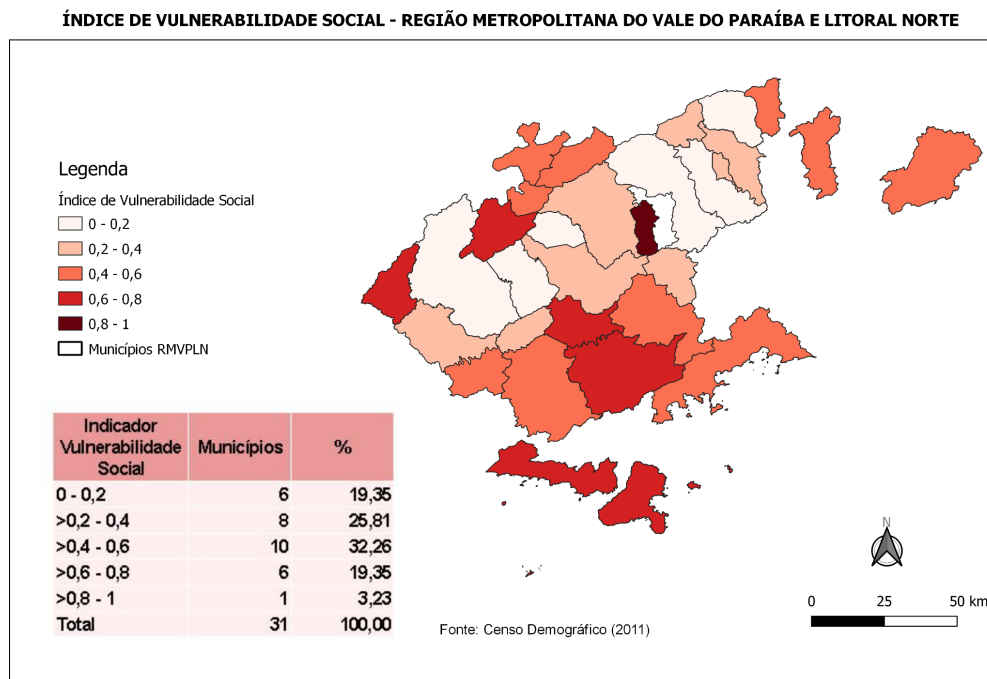 ÍNDICE DE VULNERABILIDADE SOCIAL - REGIÃO METROPOLITANA DO VALE DO PARAÍBA E LITORAL NORTE
Legenda
Índice de Vulnerabilidade Social
0 - 0,2
0,2 - 0,4
0,4 - 0,6
0,6 - 0,8
0,8 - 1
Municípios RMVPLN
Indicador
Vulnerabilidade Municípios %
Social
0 - 0,2 6 19,35
>0,2 - 0,4 8 25,81
>0,4 - 0,6 10 32,26
>0,6 - 0,8 6 19,35
>0,8 - 1 1 3,23
Total 31 100,00
Fonte: Censo Demográfico (2011)
N
0 25 50 km